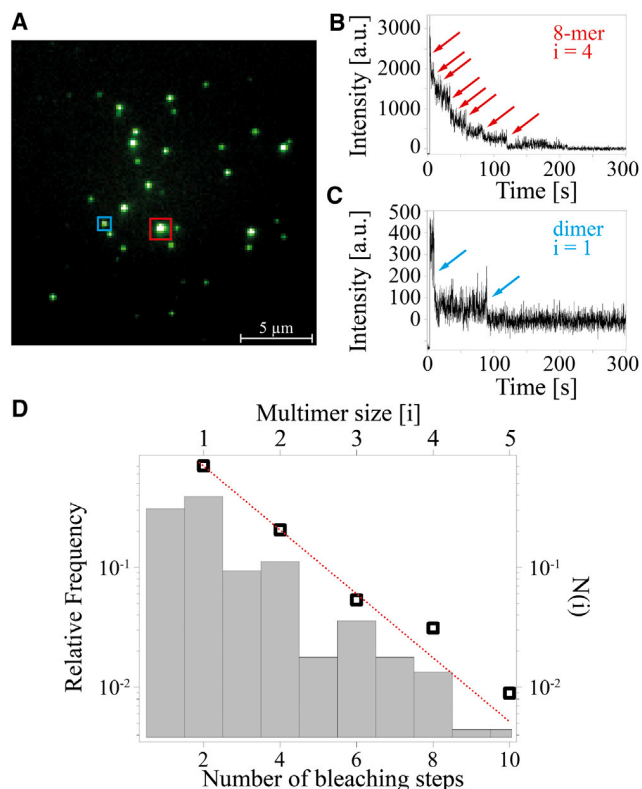 A
5 µm
B
Intensity [a.u.]
3000
2000
1000
0
8-mer
i = 4
0 100 200 300
Time [s]
C
Intensity [a.u.]
500
400
300
200
100
0
dimer
i = 1
0 100 200 300
Time [s]
D
Multimer size [i]
1 2 3 4 5
Relative Frequency
10⁻¹
10⁻²
N(i)
10⁻¹
10⁻²
2 4 6 8 10
Number of bleaching steps